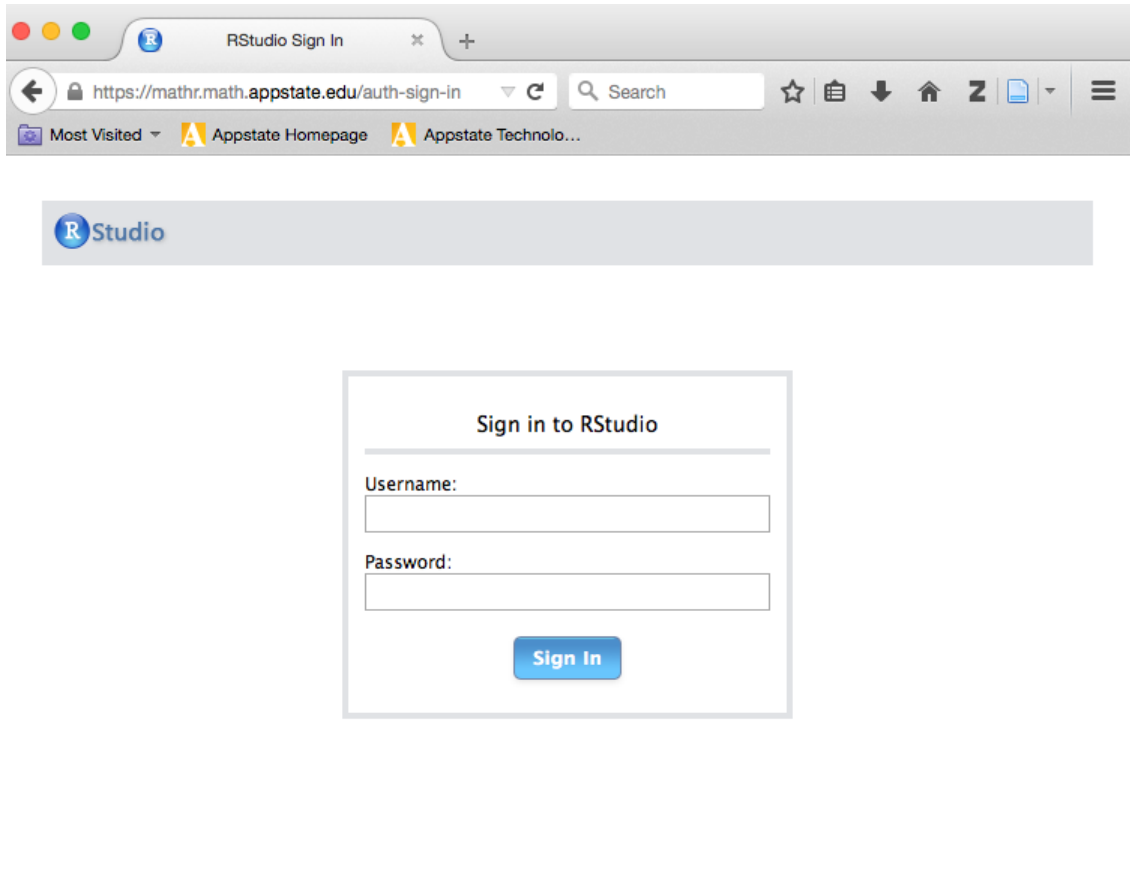 R RStudio Sign In
https://mathr.math.appstate.edu/auth-sign-in Search Z
Most Visited Appstate Homepage Appstate Technolo…
R Studio
Sign in to RStudio
Username:
Password:
Sign In